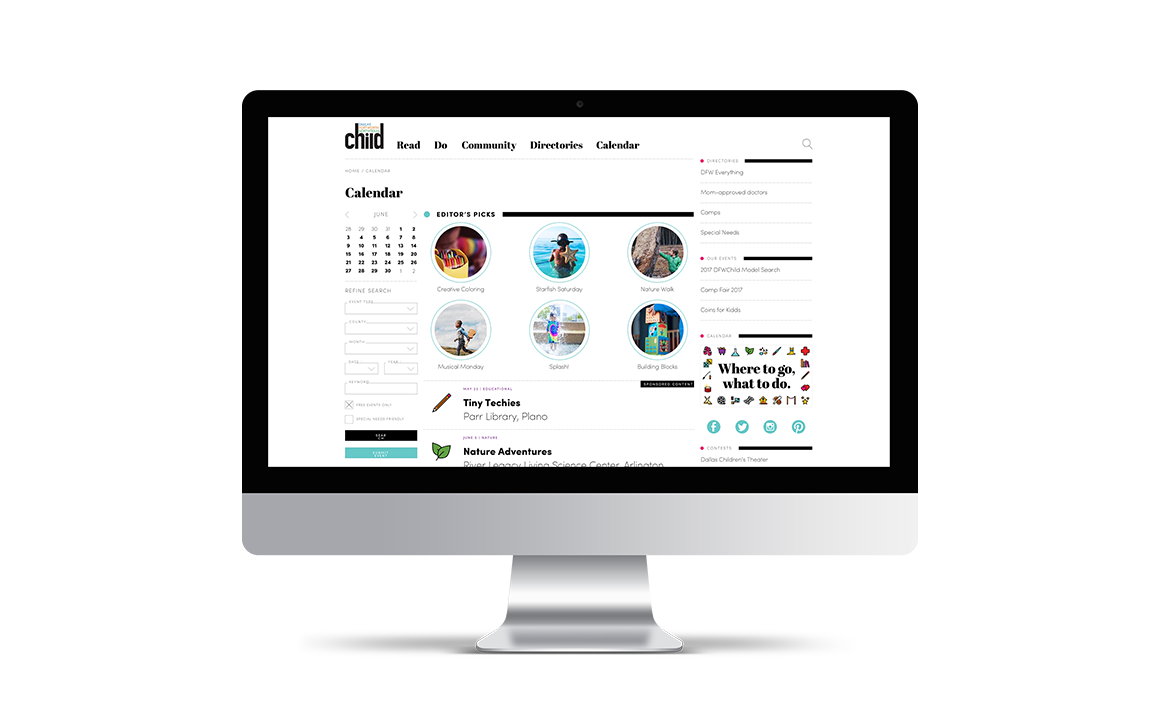 child
Read Do Community Directories Calendar
HOME > CALENDAR
Calendar
JUNE
28 29 30 31 1 2
3 4 5 6 7 8
9 10 11 12 13 14
15 16 17 18 19 20
21 22 23 24 25 26
27 28 29 30 1 2
REFINE SEARCH
EVENT TYPE
COUNTY
MONTH
DATE
YEAR
KEYWORD
FREE EVENTS ONLY
SPECIAL NEEDS FRIENDLY
SUBMIT
EVENT
EDITOR'S PICKS
Creative Coloring
Starfish Saturday
Nature Walk
Musical Monday
Splash!
Building Blocks
SPONSORED CONTENT
MAY 22 | EDUCATIONAL
Tiny Techies
Parr Library, Plano
NATURE
Nature Adventures
River Legacy Living Science Center, Arlington
DIRECTORIES
DFW Everything
Mom-approved doctors
Camps
Special Needs
OUR EVENTS
2017 DFWChild Model Search
Camp Fair 2017
Coins for Kidds
CALENDAR
Where to go,
what to do.
CONTESTS
Dallas Children's Theater